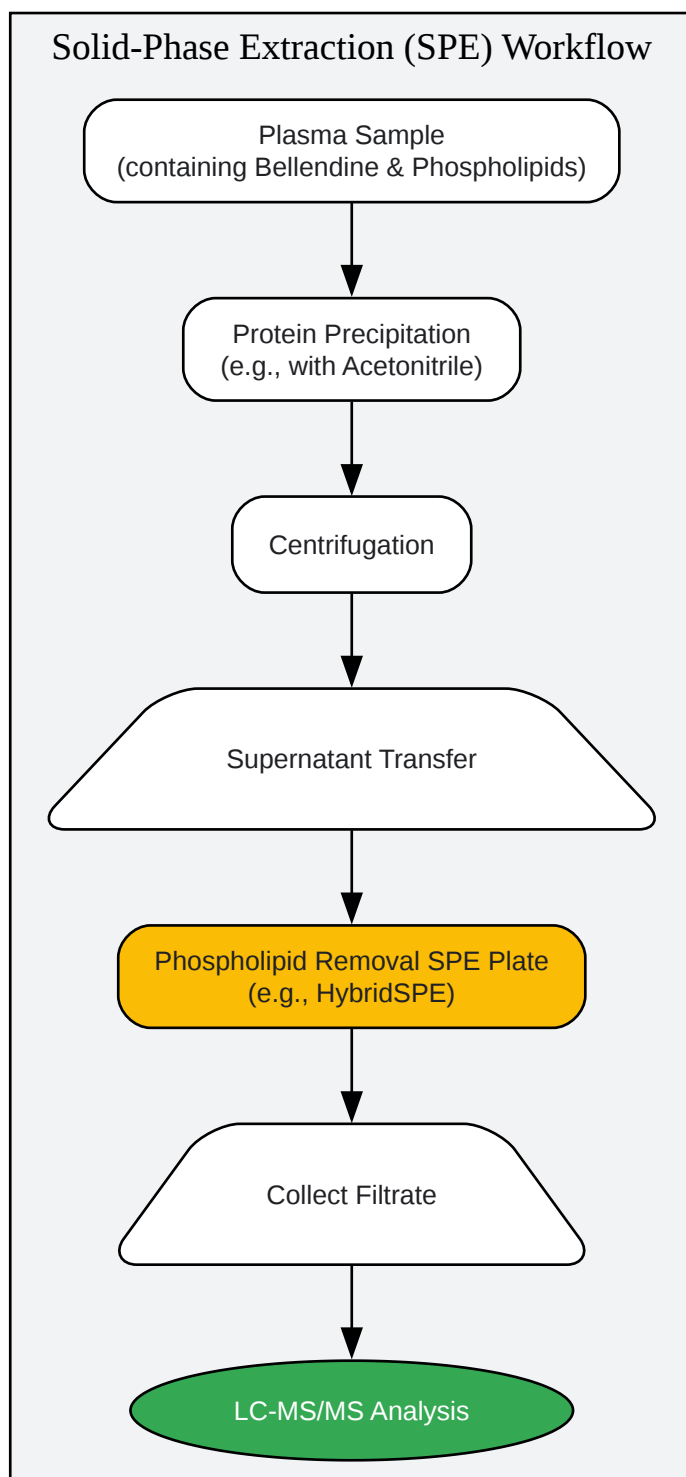 Solid-Phase Extraction (SPE) Workflow
Plasma Sample
(containing Bellendine & Phospholipids)
Protein Precipitation
(e.g., with Acetonitrile)
Centrifugation
Supernatant Transfer
Phospholipid Removal SPE Plate
(e.g., HybridSPE)
Collect Filtrate
LC-MS/MS Analysis